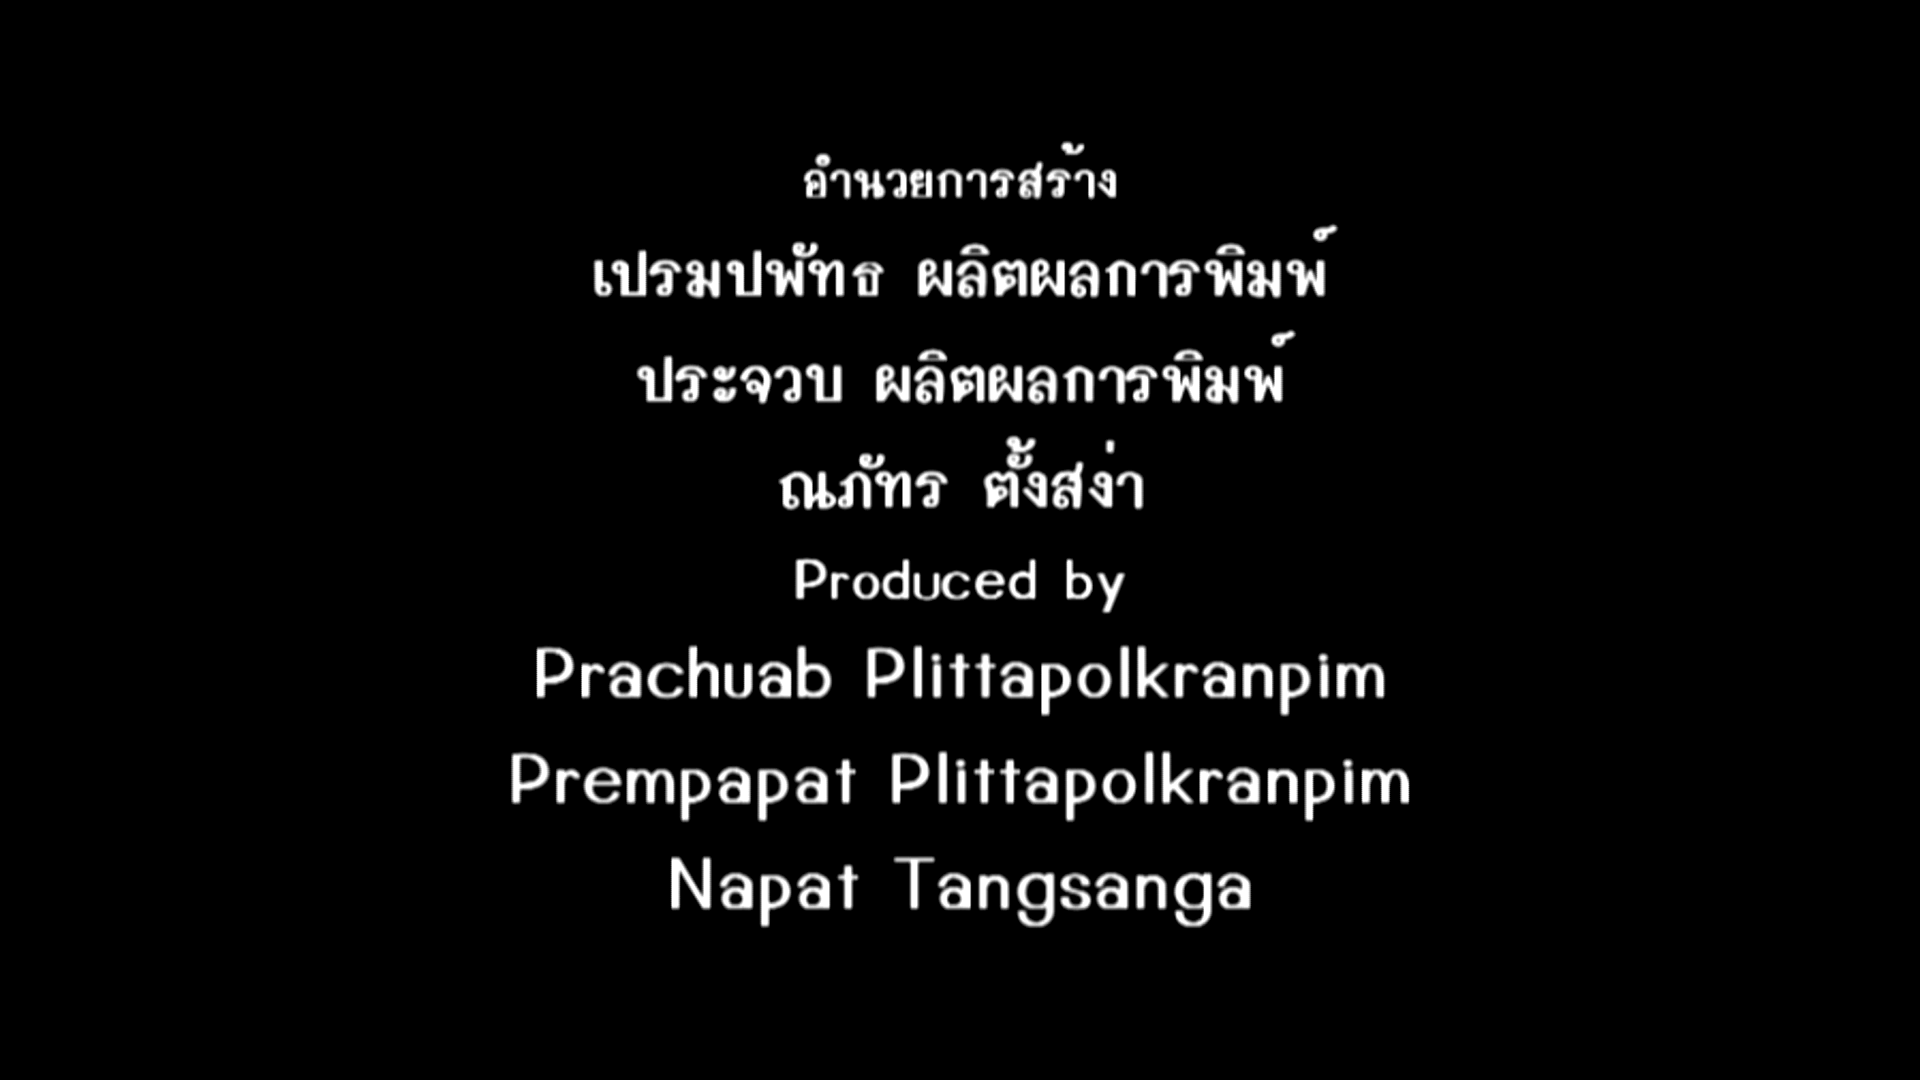 อำนวยการสร้าง
เปรมปพัทธ ผลิตผลการพิมพ์
ประจวบ ผลิตผลการพิมพ์
ณภัทร ตั้งสง่า
Produced by
Prachuab Plittapolkranpim
Prempapat Plittapolkranpim
Napat Tangsanga